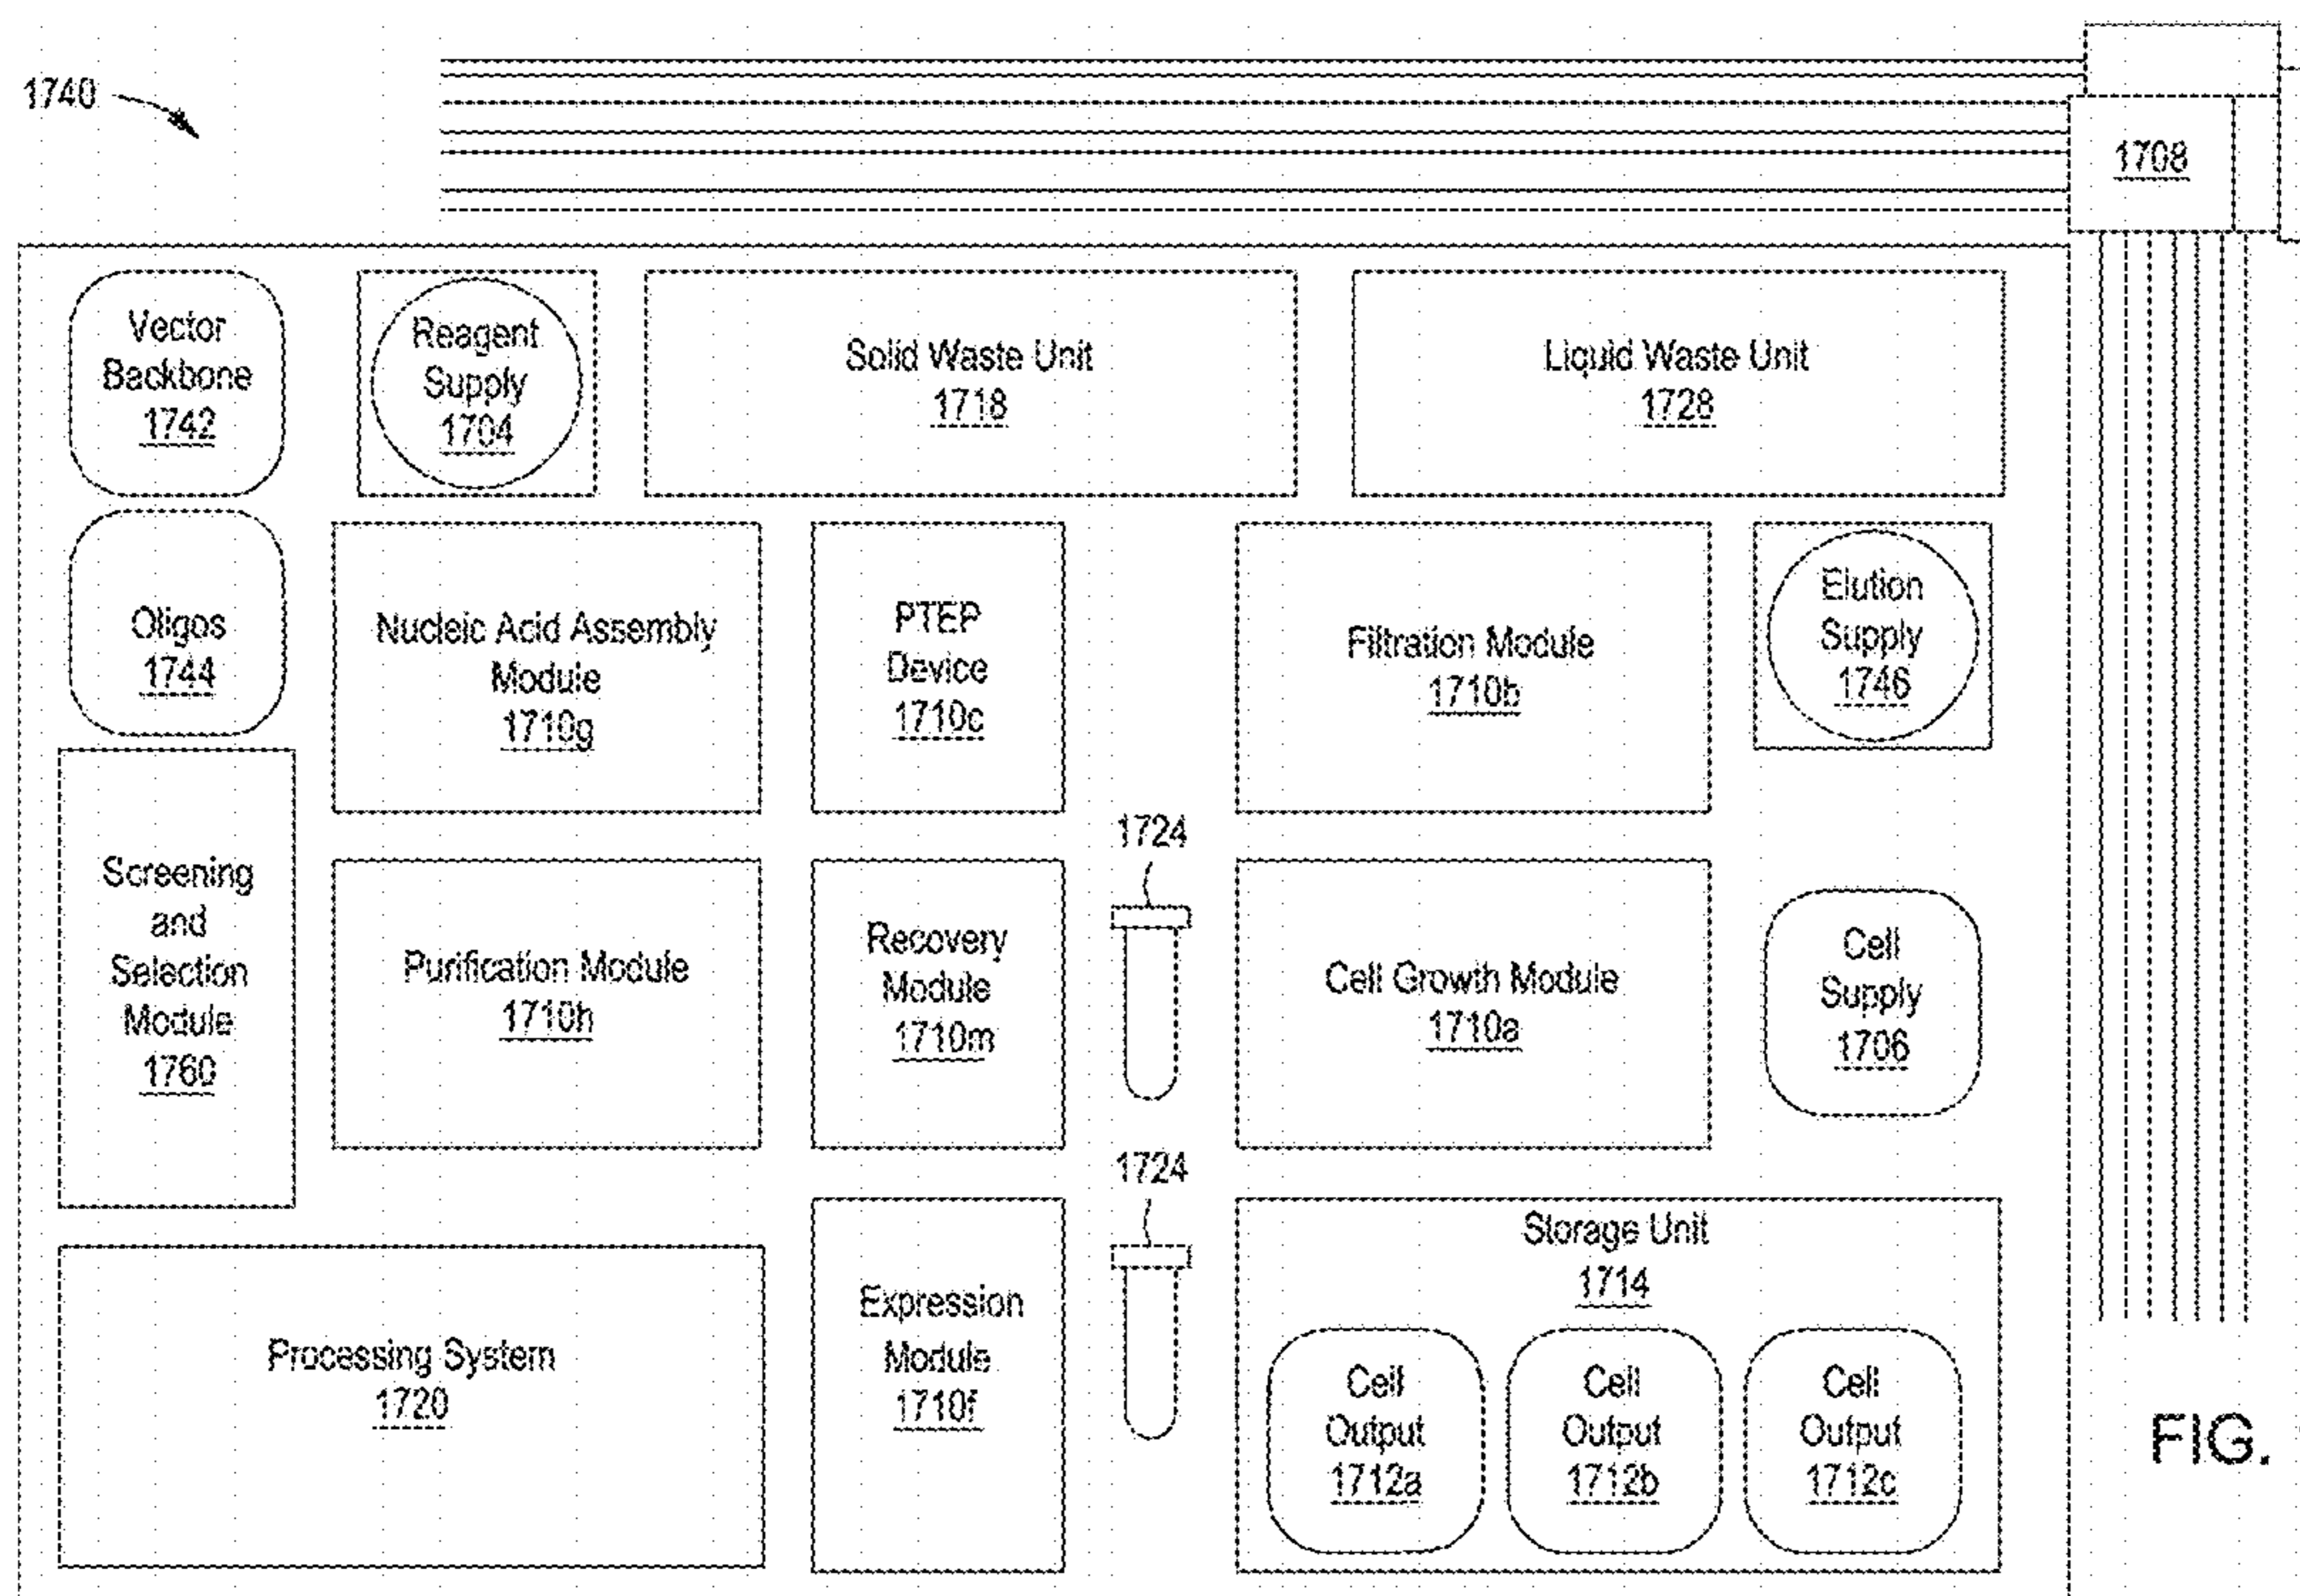 1740
1708
Vector
Backbone
1742
Reagent
Supply
1704
Solid Waste Unit
1718
Liquid Waste Unit
1728
Oligos
1744
Nucleic Acid Assembly
Module
1710g
PTEP
Device
1710c
Filtration Module
1710b
Elution
Supply
1746
Screening
and
Selection
Module
1760
Purification Module
1710h
Recovery
Module
1710m
1724
Cell Growth Module
1710a
Cell
Supply
1706
Processing System
1720
Expression
Module
1710f
1724
Storage Unit
1714
Cell
Output
1712a
Cell
Output
1712b
Cell
Output
1712c
FIG.